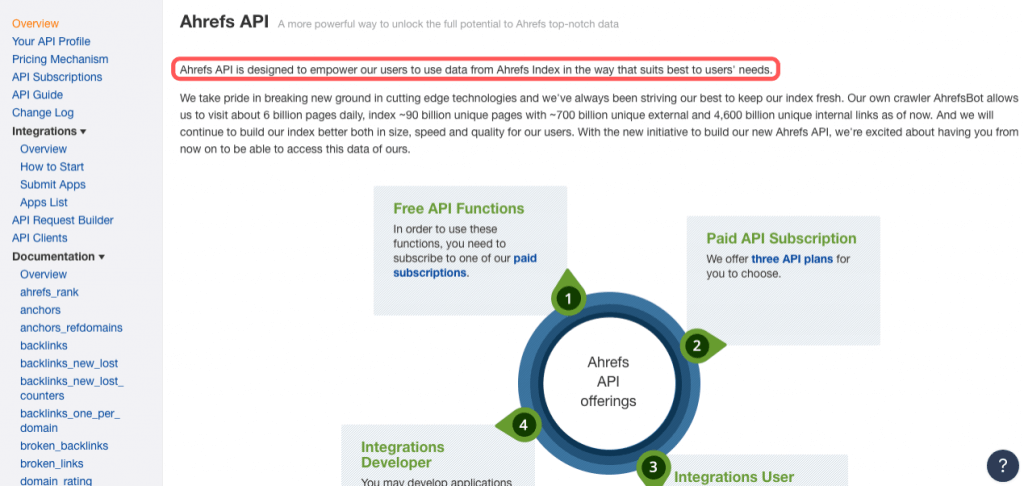 Overview
Your API Profile
Pricing Mechanism
API Subscriptions
API Guide
Change Log
Integrations ▾
Overview
How to Start
Submit Apps
Apps List
API Request Builder
API Clients
Documentation ▾
Overview
ahrefs_rank
anchors
anchors_refdomains
backlinks
backlinks_new_lost
backlinks_new_lost_
counters
backlinks_one_per_
domain
broken_backlinks
broken_links
domain_rating
Ahrefs API A more powerful way to unlock the full potential to Ahrefs top-notch data
Ahrefs API is designed to empower our users to use data from Ahrefs Index in the way that suits best to users' needs.
We take pride in breaking new ground in cutting edge technologies and we've always been striving our best to keep our index fresh. Our own crawler AhrefsBot allows
us to visit about 6 billion pages daily, index ~90 billion unique pages with ~700 billion unique external and 4,600 billion unique internal links as of now. And we will
continue to build our index better both in size, speed and quality for our users. With the new initiative to build our new Ahrefs API, we're excited about having you from
now on to be able to access this data of ours.
Free API Functions
In order to use these
functions, you need to
subscribe to one of our paid
subscriptions.
1
Paid API Subscription
We offer three API plans for
you to choose.
2
Ahrefs
API
offerings
4
Integrations
Developer
You may develop applications
3
Integrations User
?